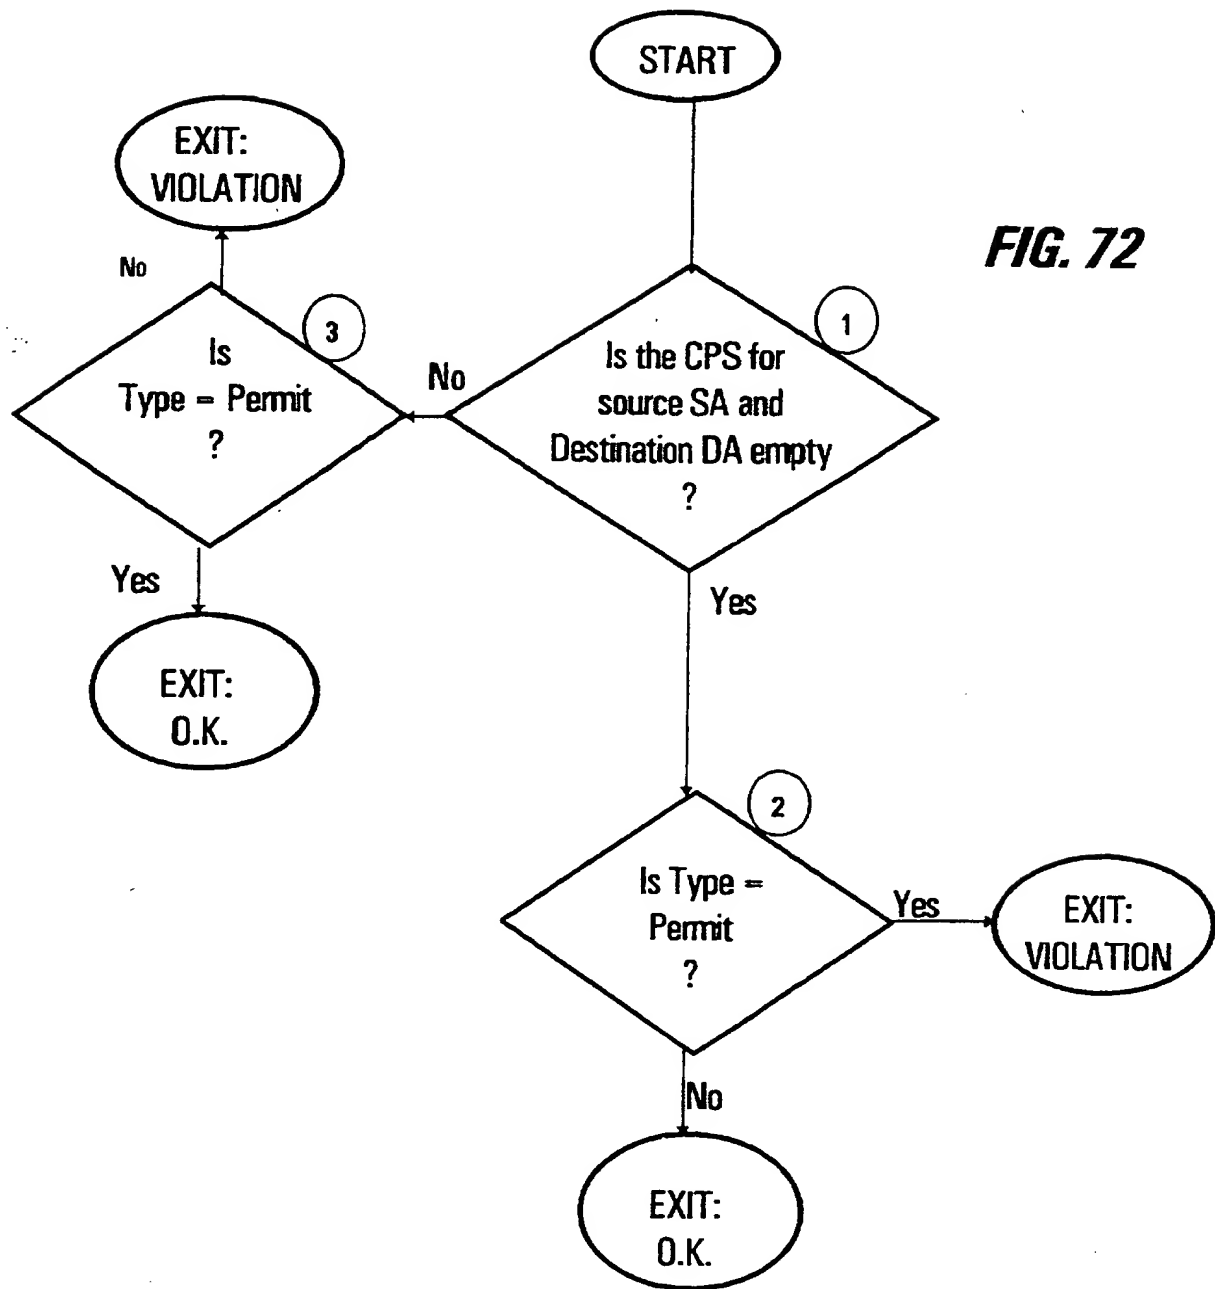 START
EXIT:
VIOLATION
FIG. 72
No
3
Is
Type = Permit
?
No
1
Is the CPS for
source SA and
Destination DA empty
?
Yes
EXIT:
O.K.
Yes
2
Is Type =
Permit
?
Yes
EXIT:
VIOLATION
No
EXIT:
O.K.